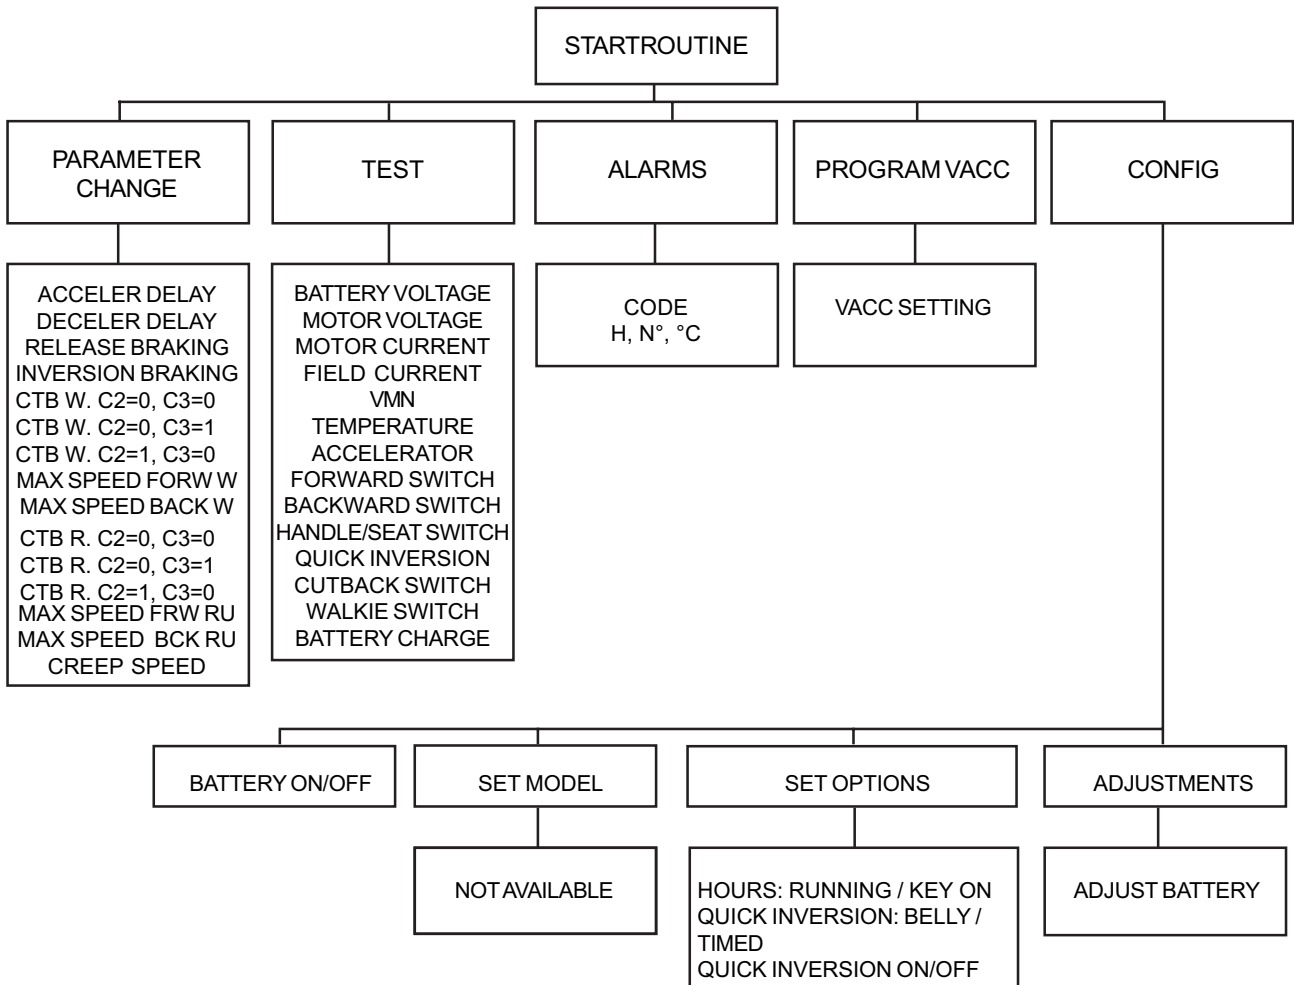 STARTROUTINE
PARAMETER
CHANGE
TEST
ALARMS
PROGRAM VACC
CONFIG
ACCELER DELAY
DECELER DELAY
RELEASE BRAKING
INVERSION BRAKING
CTB W. C2=0, C3=0
CTB W. C2=0, C3=1
CTB W. C2=1, C3=0
MAX SPEED FORW W
MAX SPEED BACK W
CTB R. C2=0, C3=0
CTB R. C2=0, C3=1
CTB R. C2=1, C3=0
MAX SPEED FRW RU
MAX SPEED BCK RU
CREEP SPEED
BATTERY VOLTAGE
MOTOR VOLTAGE
MOTOR CURRENT
FIELD CURRENT
VMN
TEMPERATURE
ACCELERATOR
FORWARD SWITCH
BACKWARD SWITCH
HANDLE/SEAT SWITCH
QUICK INVERSION
CUTBACK SWITCH
WALKIE SWITCH
BATTERY CHARGE
CODE
H, N°, °C
VACC SETTING
BATTERY ON/OFF
SET MODEL
SET OPTIONS
ADJUSTMENTS
NOT AVAILABLE
HOURS: RUNNING / KEY ON
QUICK INVERSION: BELLY /
TIMED
QUICK INVERSION ON/OFF
ADJUST BATTERY